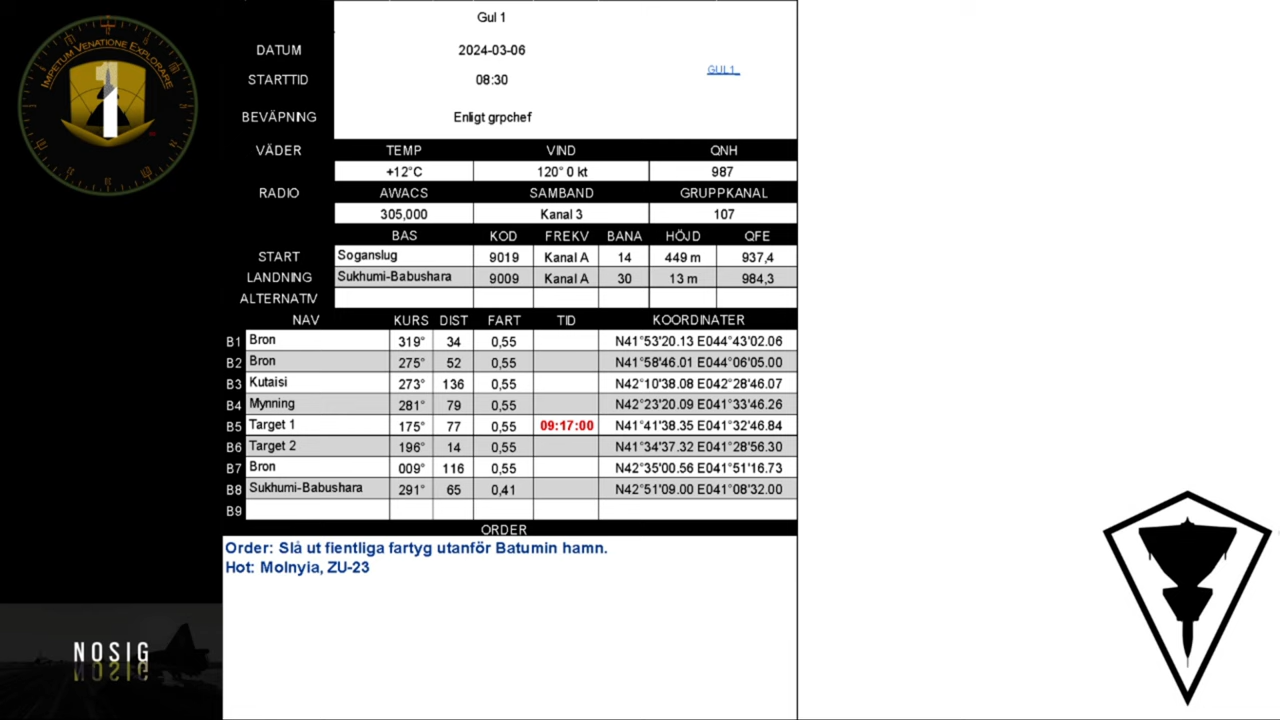 Gul 1
DATUM 2024-03-06
GUL1_
STARTTID 08:30
BEVÄPNING Enligt grpchef
IMPETUM VENATIONE EXPLORARE
1
VÄDER TEMP VIND QNH
+12°C 120° 0 kt 987
RADIO AWACS SAMBAND GRUPPKANAL
305,000 Kanal 3 107
BAS KOD FREKV BANA HÖJD QFE
START Soganslug 9019 Kanal A 14 449 m 937,4
LANDNING Sukhumi-Babushara 9009 Kanal A 30 13 m 984,3
ALTERNATIV
NAV KURS DIST FART TID KOORDINATER
B1 Bron 319° 34 0,55 N41°53'20.13 E044°43'02.06
B2 Bron 275° 52 0,55 N41°58'46.01 E044°06'05.00
B3 Kutaisi 273° 136 0,55 N42°10'38.08 E042°28'46.07
B4 Mynning 281° 79 0,55 N42°23'20.09 E041°33'46.26
B5 Target 1 175° 77 0,55 09:17:00 N41°41'38.35 E041°32'46.84
B6 Target 2 196° 14 0,55 N41°34'37.32 E041°28'56.30
B7 Bron 009° 116 0,55 N42°35'00.56 E041°51'16.73
B8 Sukhumi-Babushara 291° 65 0,41 N42°51'09.00 E041°08'32.00
B9
ORDER
Order: Slå ut fientliga fartyg utanför Batumin hamn.
Hot: Molnyia, ZU-23
NOSIG